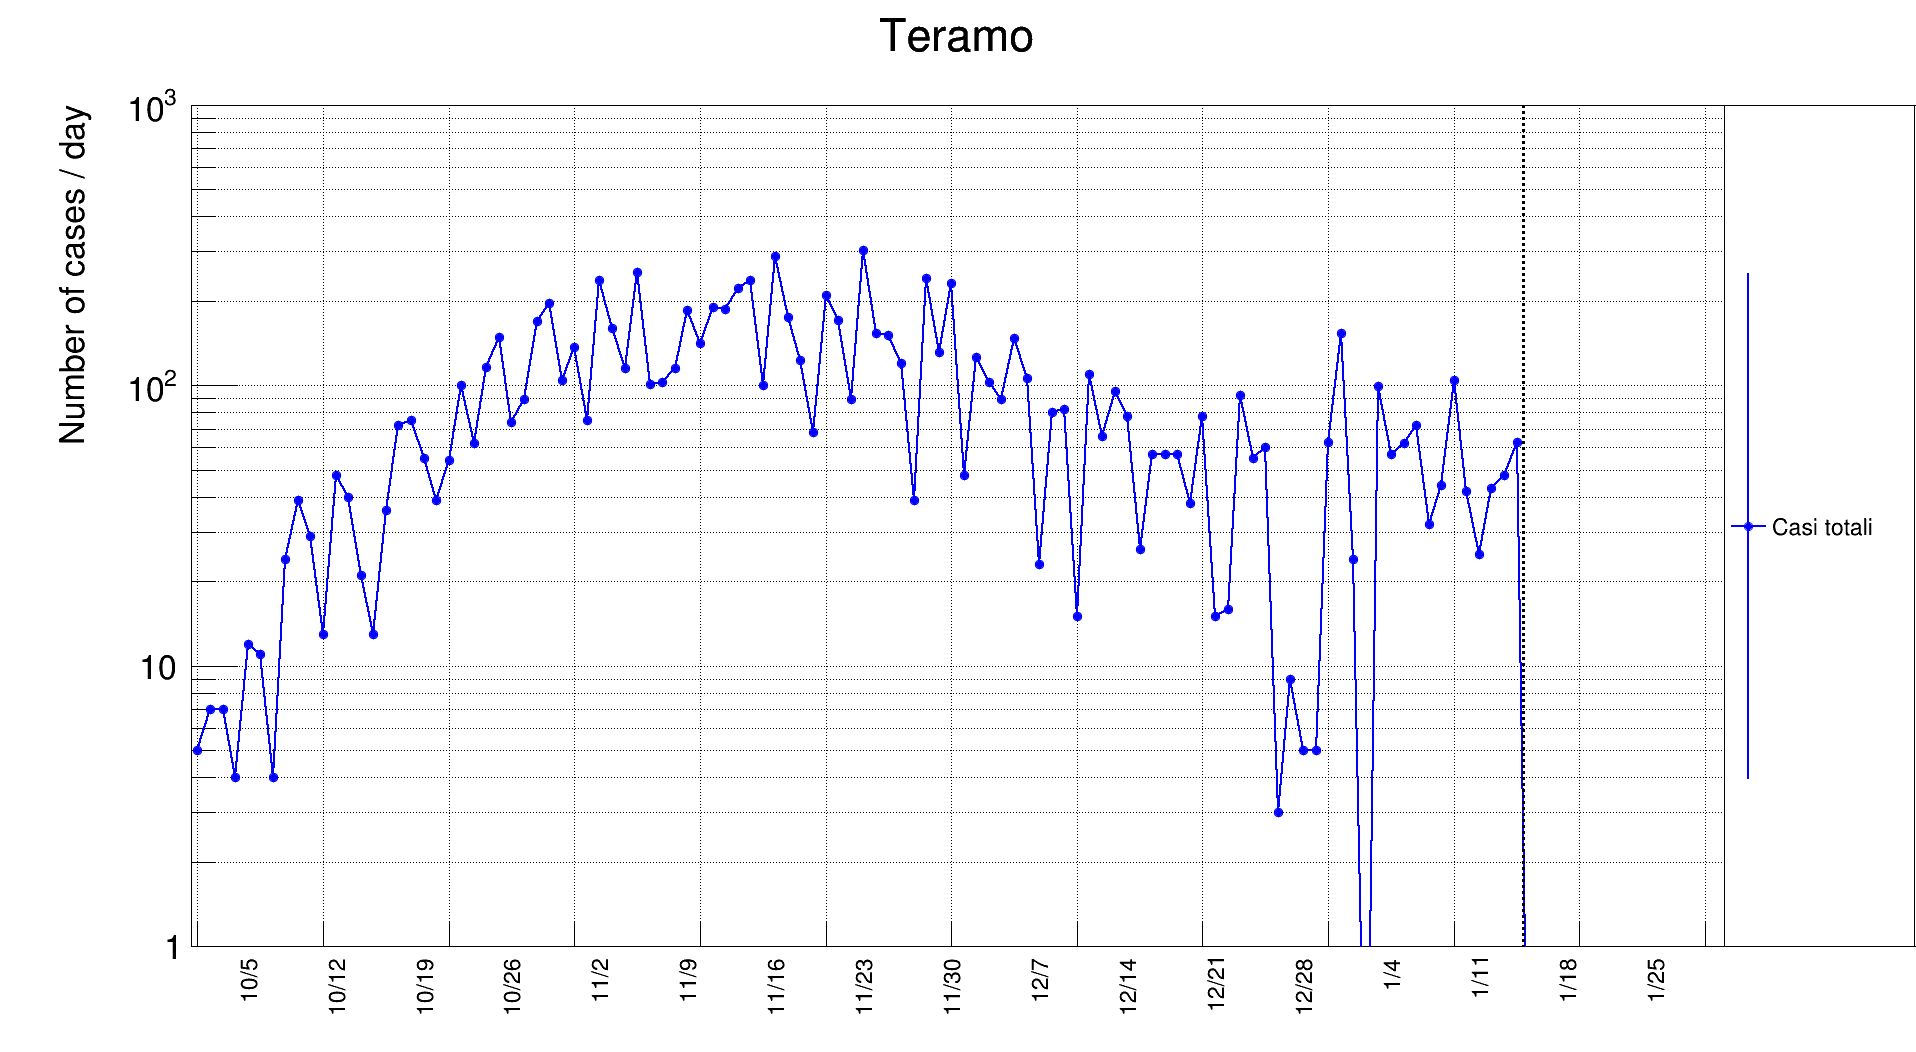 Teramo
Number of cases / day
10³
10²
10
1
10/5 10/12 10/19 10/26 11/2 11/9 11/16 11/23 11/30 12/7 12/14 12/21 12/28 1/4 1/11 1/18 1/25
Casi totali